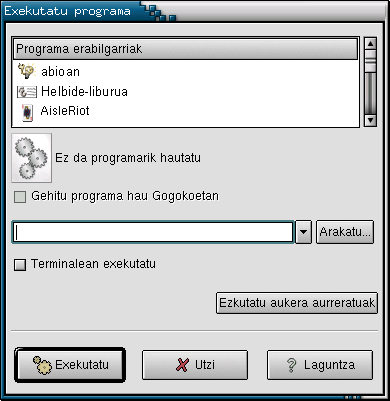 Exekutatu programa
Programa erabilgarriak
abioan
Helbide-liburua
AisleRiot
Ez da programarik hautatu
Gehitu programa hau Gogokoetan
Arakatu...
Terminalean exekutatu
Ezkutatu aukera aurreratuak
Exekutatu
Utzi
Laguntza